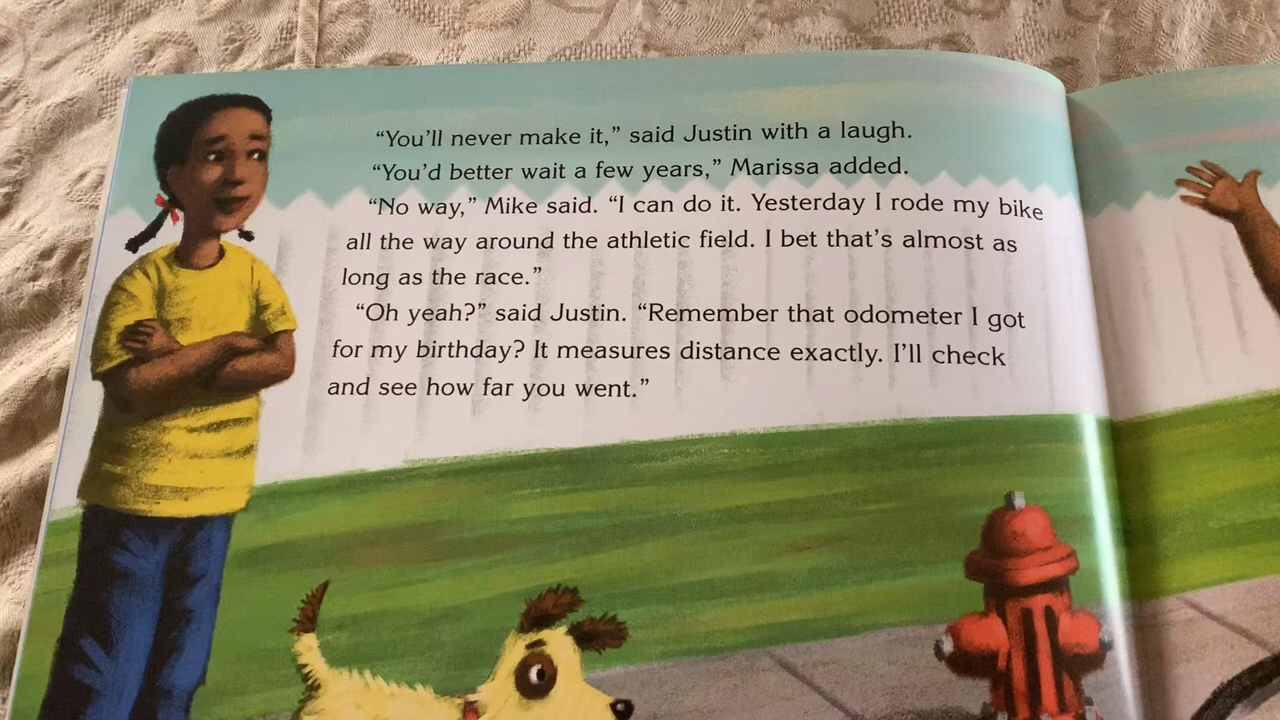 “You’ll never make it,” said Justin with a laugh.
“You’d better wait a few years,” Marissa added.
“No way,” Mike said. “I can do it. Yesterday I rode my bike
all the way around the athletic field. I bet that’s almost as
long as the race.”
“Oh yeah?” said Justin. “Remember that odometer I got
for my birthday? It measures distance exactly. I’ll check
and see how far you went.”